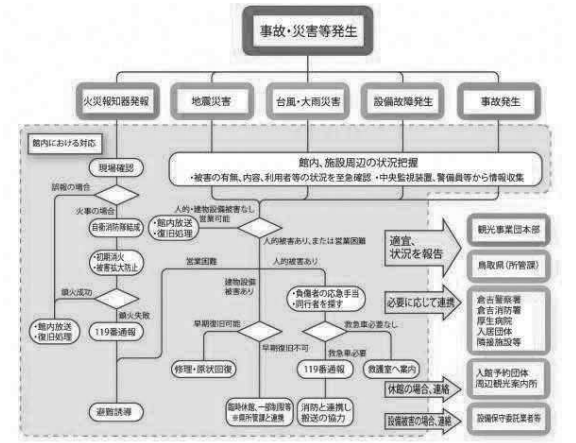 事故・災害等発生
火災報知器発報
地震災害
台風・大雨災害
設備故障発生
事故発生
館内における対応
現場確認
館内、施設周辺の状況把握
・被害の有無、内容、利用者等の状況を至急確認 ・中央監視装置、警備員等から情報収集
誤報の場合
火事の場合
自衛消防隊結成
・初期消火
・被害拡大防止
鎮火成功
鎮火失敗
・館内放送
・復旧処理
119番通報
避難誘導
人的・建物設備被害なし
営業可能
・館内放送
・復旧処理
人的被害あり、または営業困難
営業困難
人的被害あり
建物設備
被害あり
・負傷者の応急手当
・同行者を探す
早期復旧可能
早期復旧不可
救急車必要なし
救急車必要
修理・原状回復
119番通報
救護室へ案内
臨時休館、一部制限等
※県所管課と連携
消防と連携し
搬送の協力
適宜、
状況を報告
観光事業団本部
鳥取県(所管課)
必要に応じて連携
倉吉警察署
倉吉消防署
厚生病院
入居団体
隣接施設等
休館の場合、連絡
入館予約団体
周辺観光案内所
設備被害の場合、連絡
設備保守委託業者等